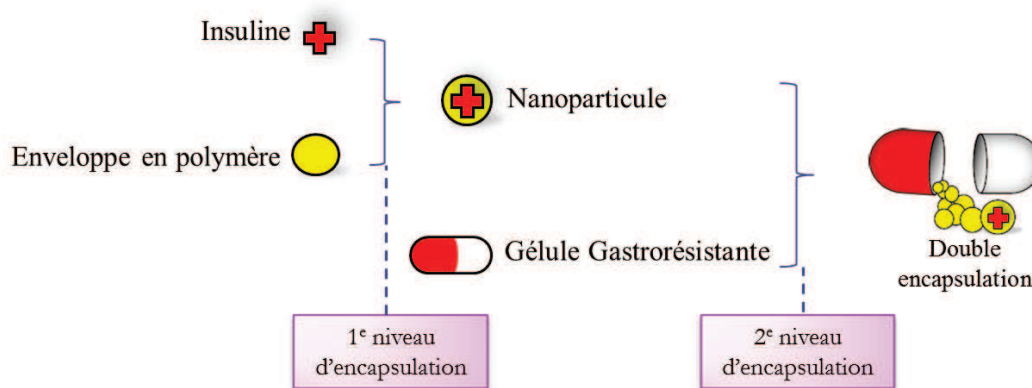 Insuline
Enveloppe en polymère
Nanoparticule
Gélule Gastrorésistante
Double
encapsulation
1e niveau
d'encapsulation
2e niveau
d'encapsulation